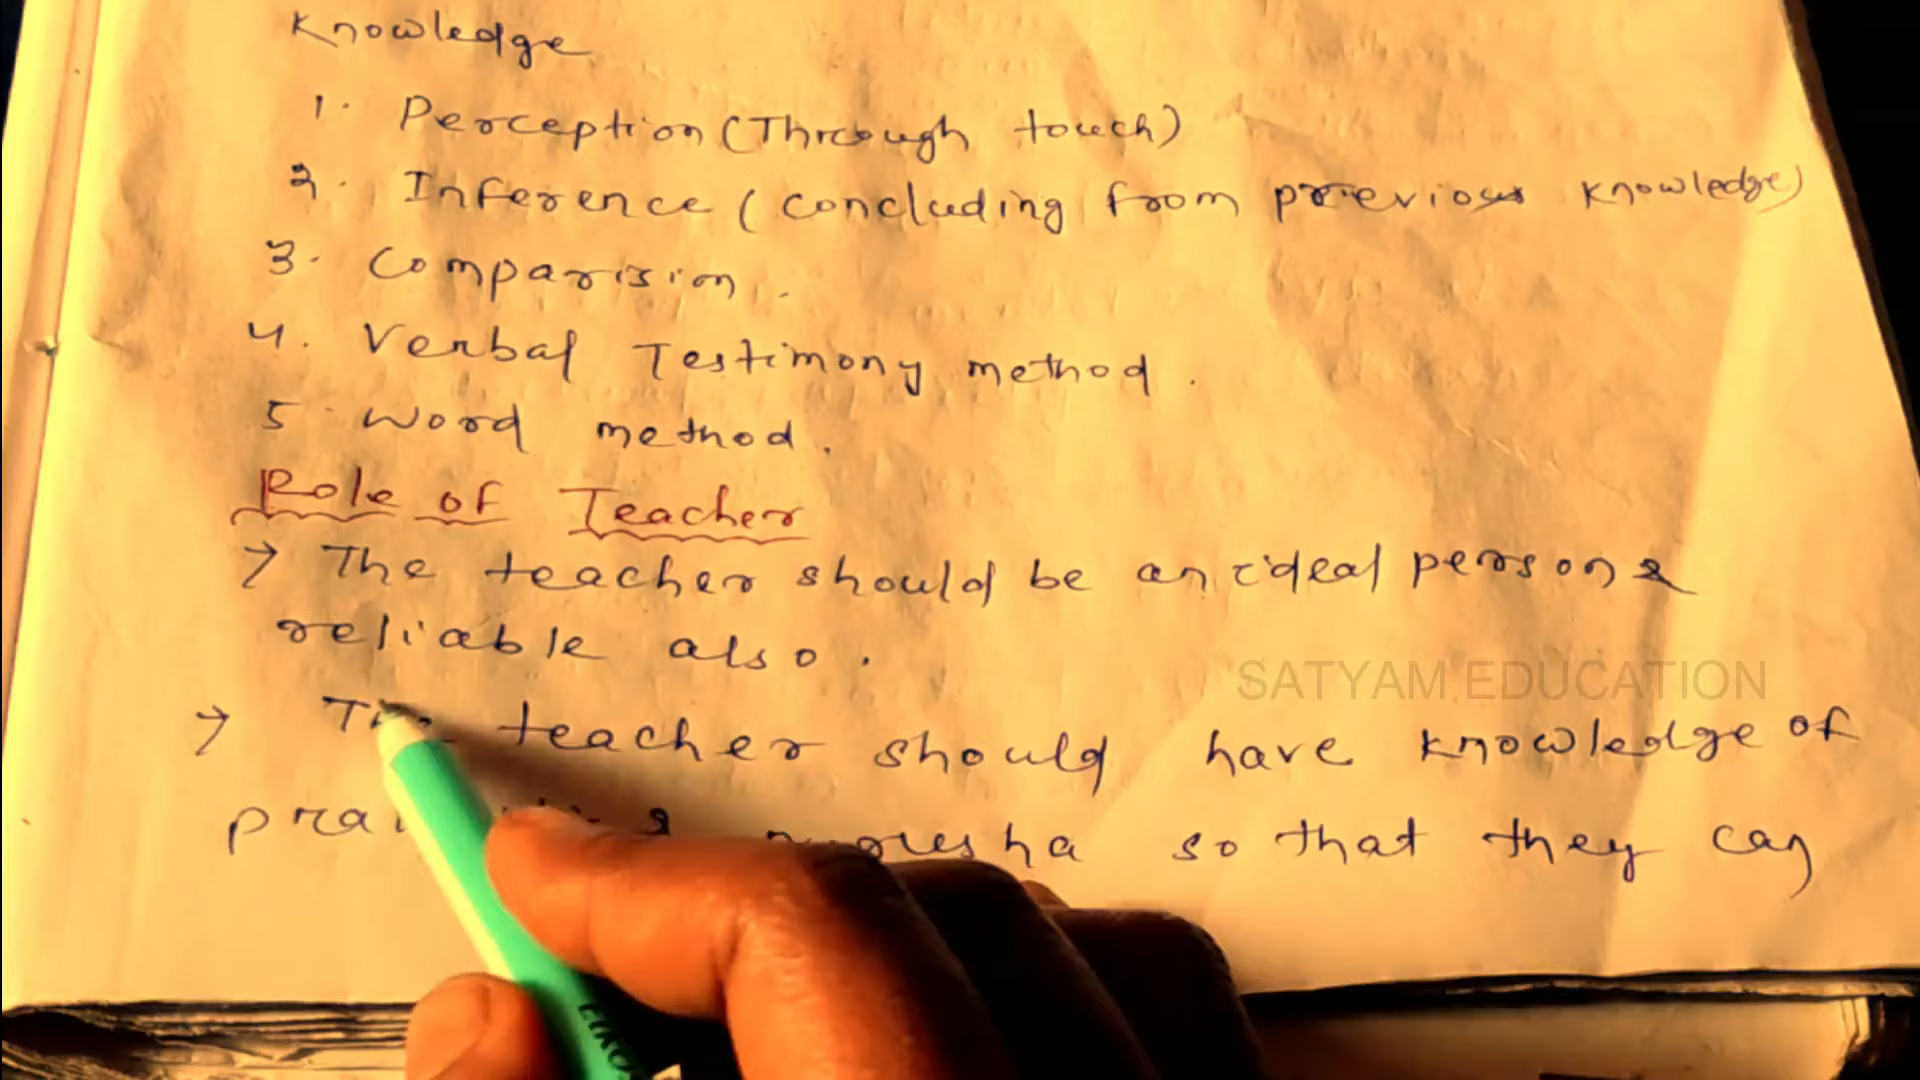 Knowledge
1. Perception (Through touch)
2. Inference (concluding from previous knowledge)
3. Comparision.
4. Verbal Testimony method.
5. Word method.
Role of Teacher
> The teacher should be an ideal person &
reliable also.
SATYAM EDUCATION
> The teacher should have knowledge of
& so that they can